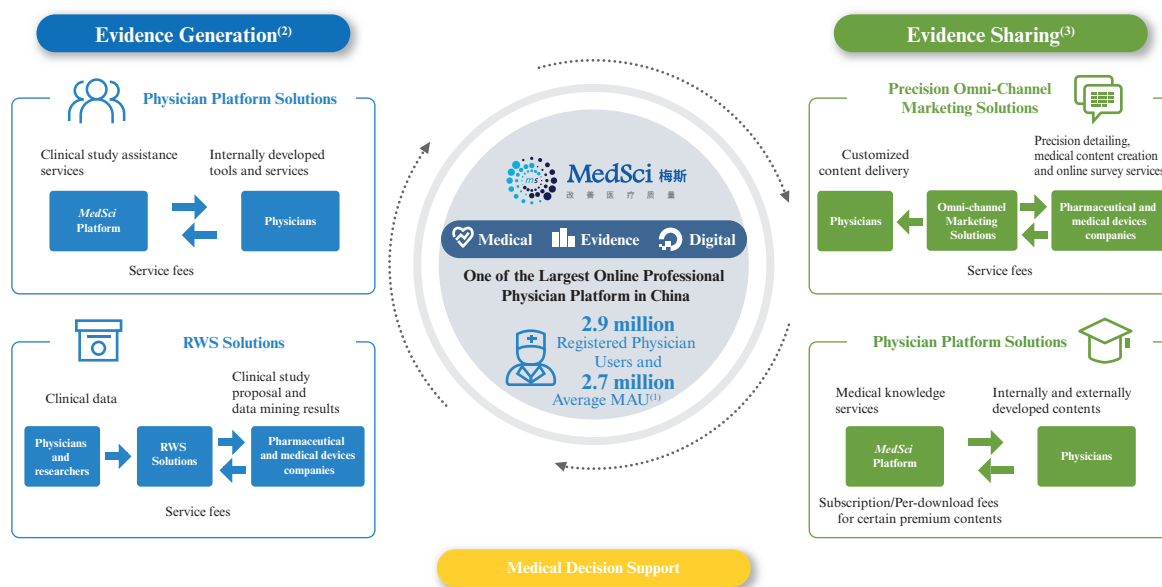 Evidence Generation(2)
Physician Platform Solutions
Clinical study assistance
services
Internally developed
tools and services
MedSci
Platform
Physicians
Service fees
RWS Solutions
Clinical data
Clinical study
proposal and
data mining results
Physicians
and
researchers
RWS
Solutions
Pharmaceutical
and medical devices
companies
Service fees
ms
MedSci 梅斯
改善医疗质量
Medical
Evidence
Digital
One of the Largest Online Professional
Physician Platform in China
2.9 million
Registered Physician
Users and
2.7 million
Average MAU(1)
Medical Decision Support
Evidence Sharing(3)
Precision Omni-Channel
Marketing Solutions
Customized
content delivery
Precision detailing,
medical content creation
and online survey services
Physicians
Omni-channel
Marketing
Solutions
Pharmaceutical and
medical devices
companies
Service fees
Physician Platform Solutions
Medical knowledge
services
Internally and externally
developed contents
MedSci
Platform
Physicians
Subscription/Per-download fees
for certain premium contents